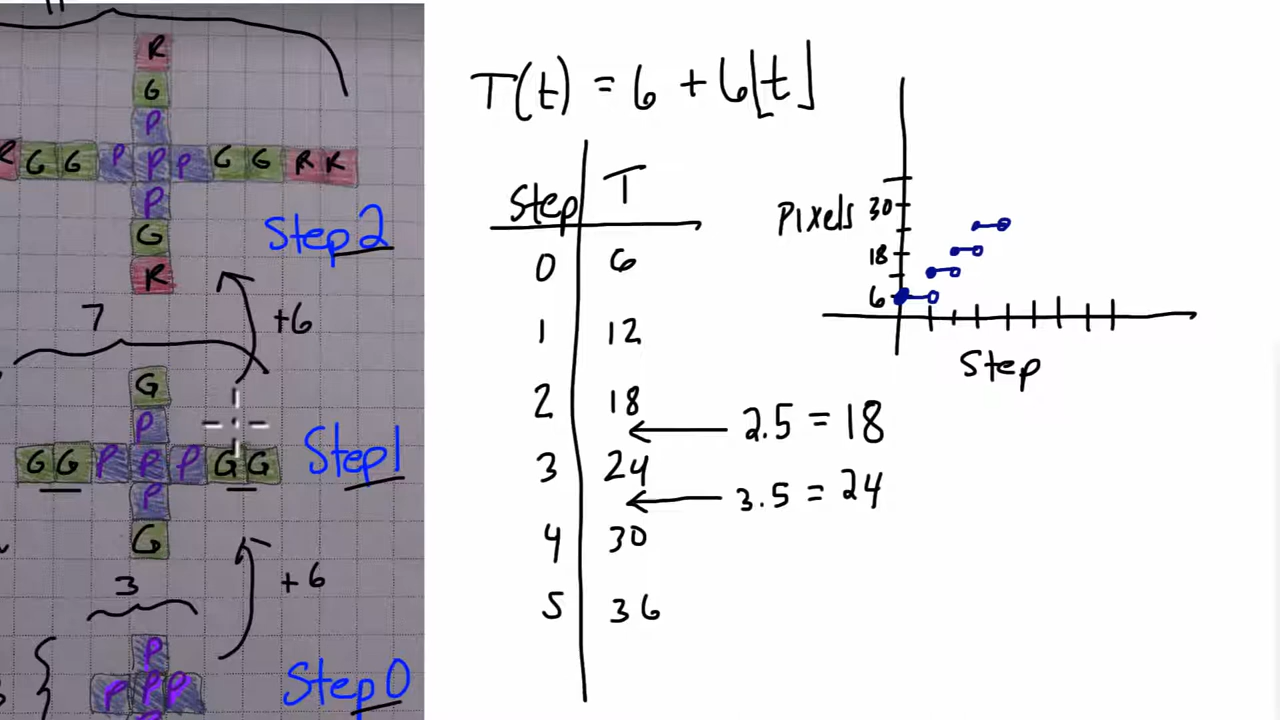 R
G
P
R G G P P P G G R R
P
G
R
Step 2
7
+6
G
P
G G P P P G G
P
G
Step 1
3
+6
P
P P P
P
Step 0
T(t) = 6 + 6⌊t⌋
Step T
0 6
1 12
2 18
2.5 = 18
3 24
3.5 = 24
4 30
5 36
Pixels 30
18
6
Step